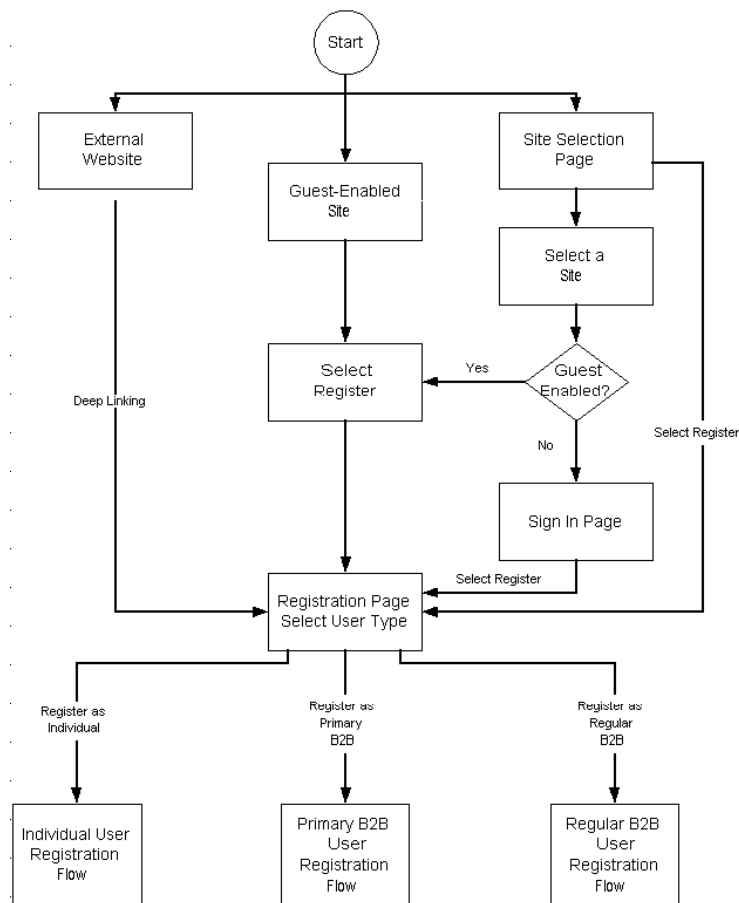 Start
External
Website
Site Selection
Page
Guest-Enabled
Site
Select a
Site
Select
Register
Yes
Guest
Enabled?
Deep Linking
Select Register
No
Sign In Page
Select Register
Registration Page
Select User Type
Register as
Individual
Register as
Primary
B2B
Register as
Regular
B2B
Individual User
Registration
Flow
Primary B2B
User
Registration
Flow
Regular B2B
User
Registration
Flow